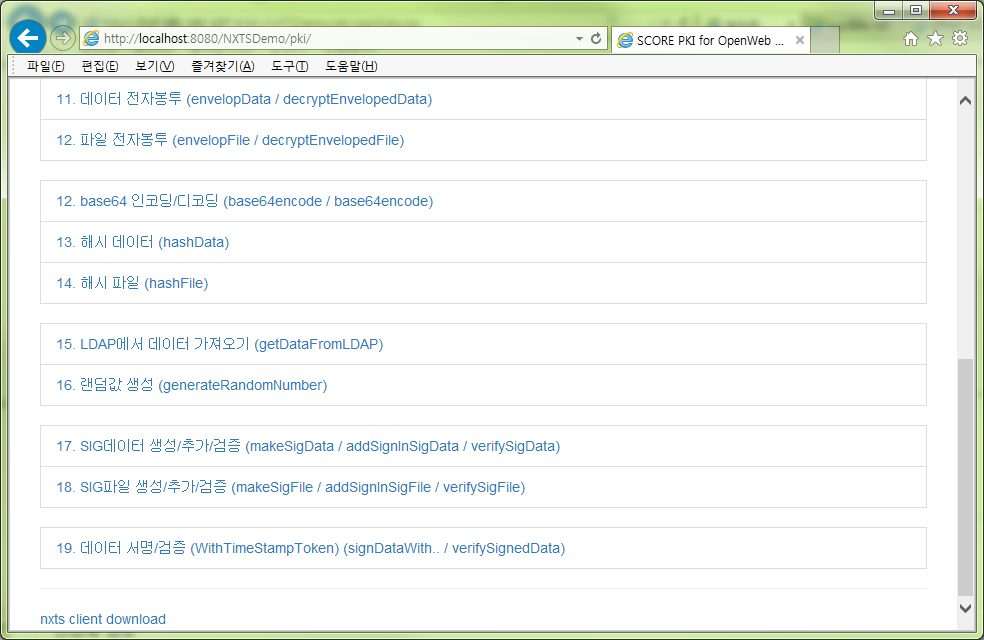 http://localhost:8080/NXTSDemo/pki/
SCORE PKI for OpenWeb ...
파일(F) 편집(E) 보기(V) 즐겨찾기(A) 도구(T) 도움말(H)
11. 데이터 전자봉투 (envelopData / decryptEnvelopedData)
12. 파일 전자봉투 (envelopFile / decryptEnvelopedFile)
12. base64 인코딩/디코딩 (base64encode / base64encode)
13. 해시 데이터 (hashData)
14. 해시 파일 (hashFile)
15. LDAP에서 데이터 가져오기 (getDataFromLDAP)
16. 랜덤값 생성 (generateRandomNumber)
17. SIG데이터 생성/추가/검증 (makeSigData / addSignInSigData / verifySigData)
18. SIG파일 생성/추가/검증 (makeSigFile / addSignInSigFile / verifySigFile)
19. 데이터 서명/검증 (WithTimeStampToken) (signDataWith.. / verifySignedData)
nxts client download